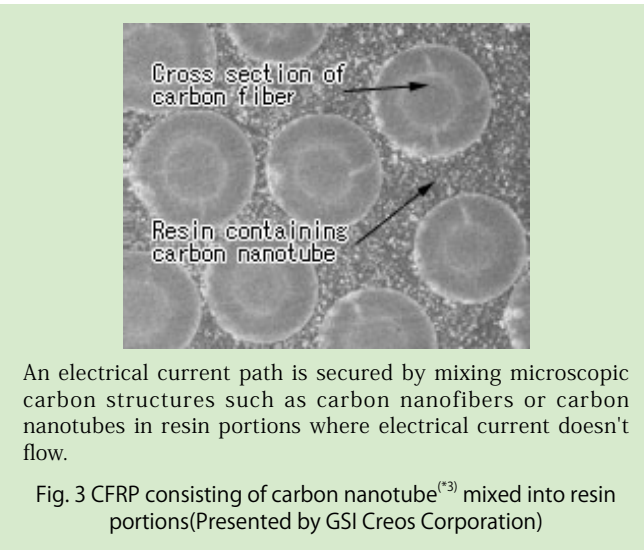 Cross section of
carbon fiber
Resin containing
carbon nanotube
An electrical current path is secured by mixing microscopic
carbon structures such as carbon nanofibers or carbon
nanotubes in resin portions where electrical current doesn't
flow.
Fig. 3 CFRP consisting of carbon nanotube(*3) mixed into resin
portions(Presented by GSI Creos Corporation)